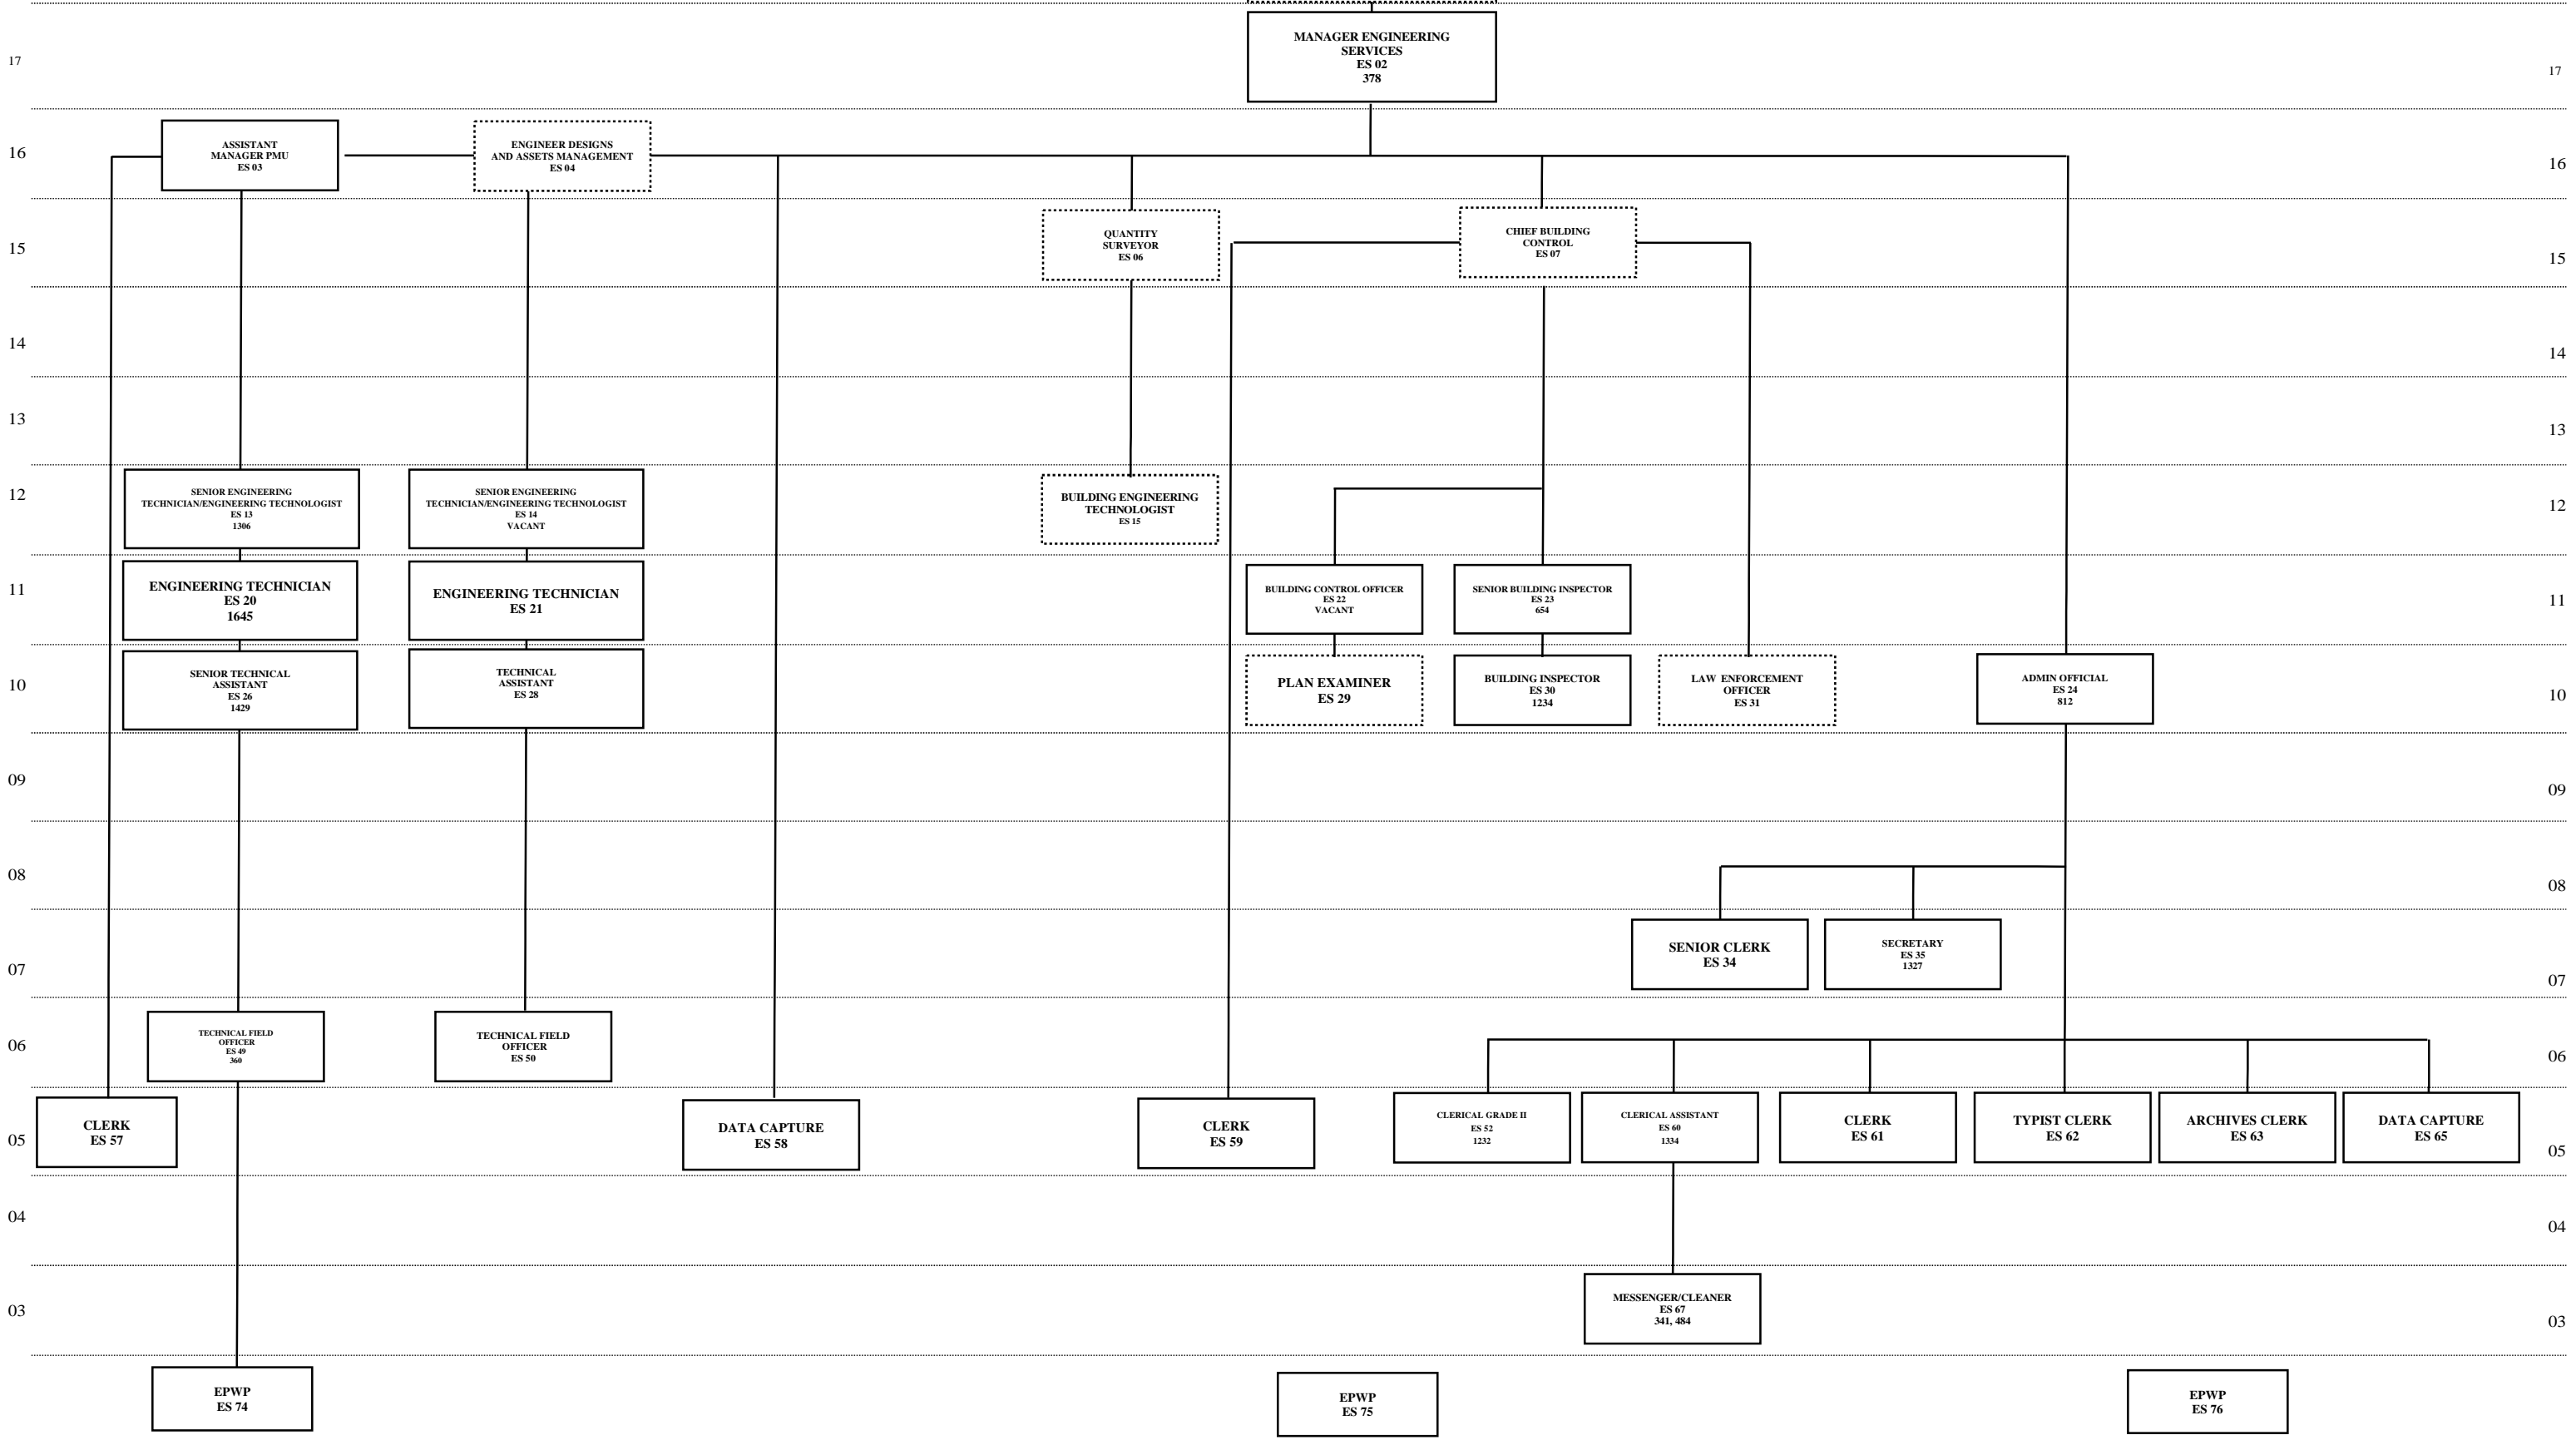 MANAGER ENGINEERING
SERVICES
ES 02
378
17
17
16
ASSISTANT
MANAGER PMU
ES 03
ENGINEER DESIGNS
AND ASSETS MANAGEMENT
ES 04
16
15
QUANTITY
SURVEYOR
ES 06
CHIEF BUILDING
CONTROL
ES 07
15
14
14
13
13
12
SENIOR ENGINEERING
TECHNICIAN/ENGINEERING TECHNOLOGIST
ES 13
1306
SENIOR ENGINEERING
TECHNICIAN/ENGINEERING TECHNOLOGIST
ES 14
VACANT
BUILDING ENGINEERING
TECHNOLOGIST
ES 15
12
11
ENGINEERING TECHNICIAN
ES 20
1645
ENGINEERING TECHNICIAN
ES 21
BUILDING CONTROL OFFICER
ES 22
VACANT
SENIOR BUILDING INSPECTOR
ES 23
654
11
10
SENIOR TECHNICAL
ASSISTANT
ES 26
1429
TECHNICAL
ASSISTANT
ES 28
PLAN EXAMINER
ES 29
BUILDING INSPECTOR
ES 30
1234
LAW ENFORCEMENT
OFFICER
ES 31
ADMIN OFFICIAL
ES 24
812
10
09
09
08
08
SENIOR CLERK
ES 34
SECRETARY
ES 35
1327
07
07
06
TECHNICAL FIELD
OFFICER
ES 49
360
TECHNICAL FIELD
OFFICER
ES 50
06
05
CLERK
ES 57
DATA CAPTURE
ES 58
CLERK
ES 59
CLERICAL GRADE II
ES 52
1232
CLERICAL ASSISTANT
ES 60
1334
CLERK
ES 61
TYPIST CLERK
ES 62
ARCHIVES CLERK
ES 63
DATA CAPTURE
ES 65
05
04
04
03
MESSENGER/CLEANER
ES 67
341, 484
03
EPWP
ES 74
EPWP
ES 75
EPWP
ES 76